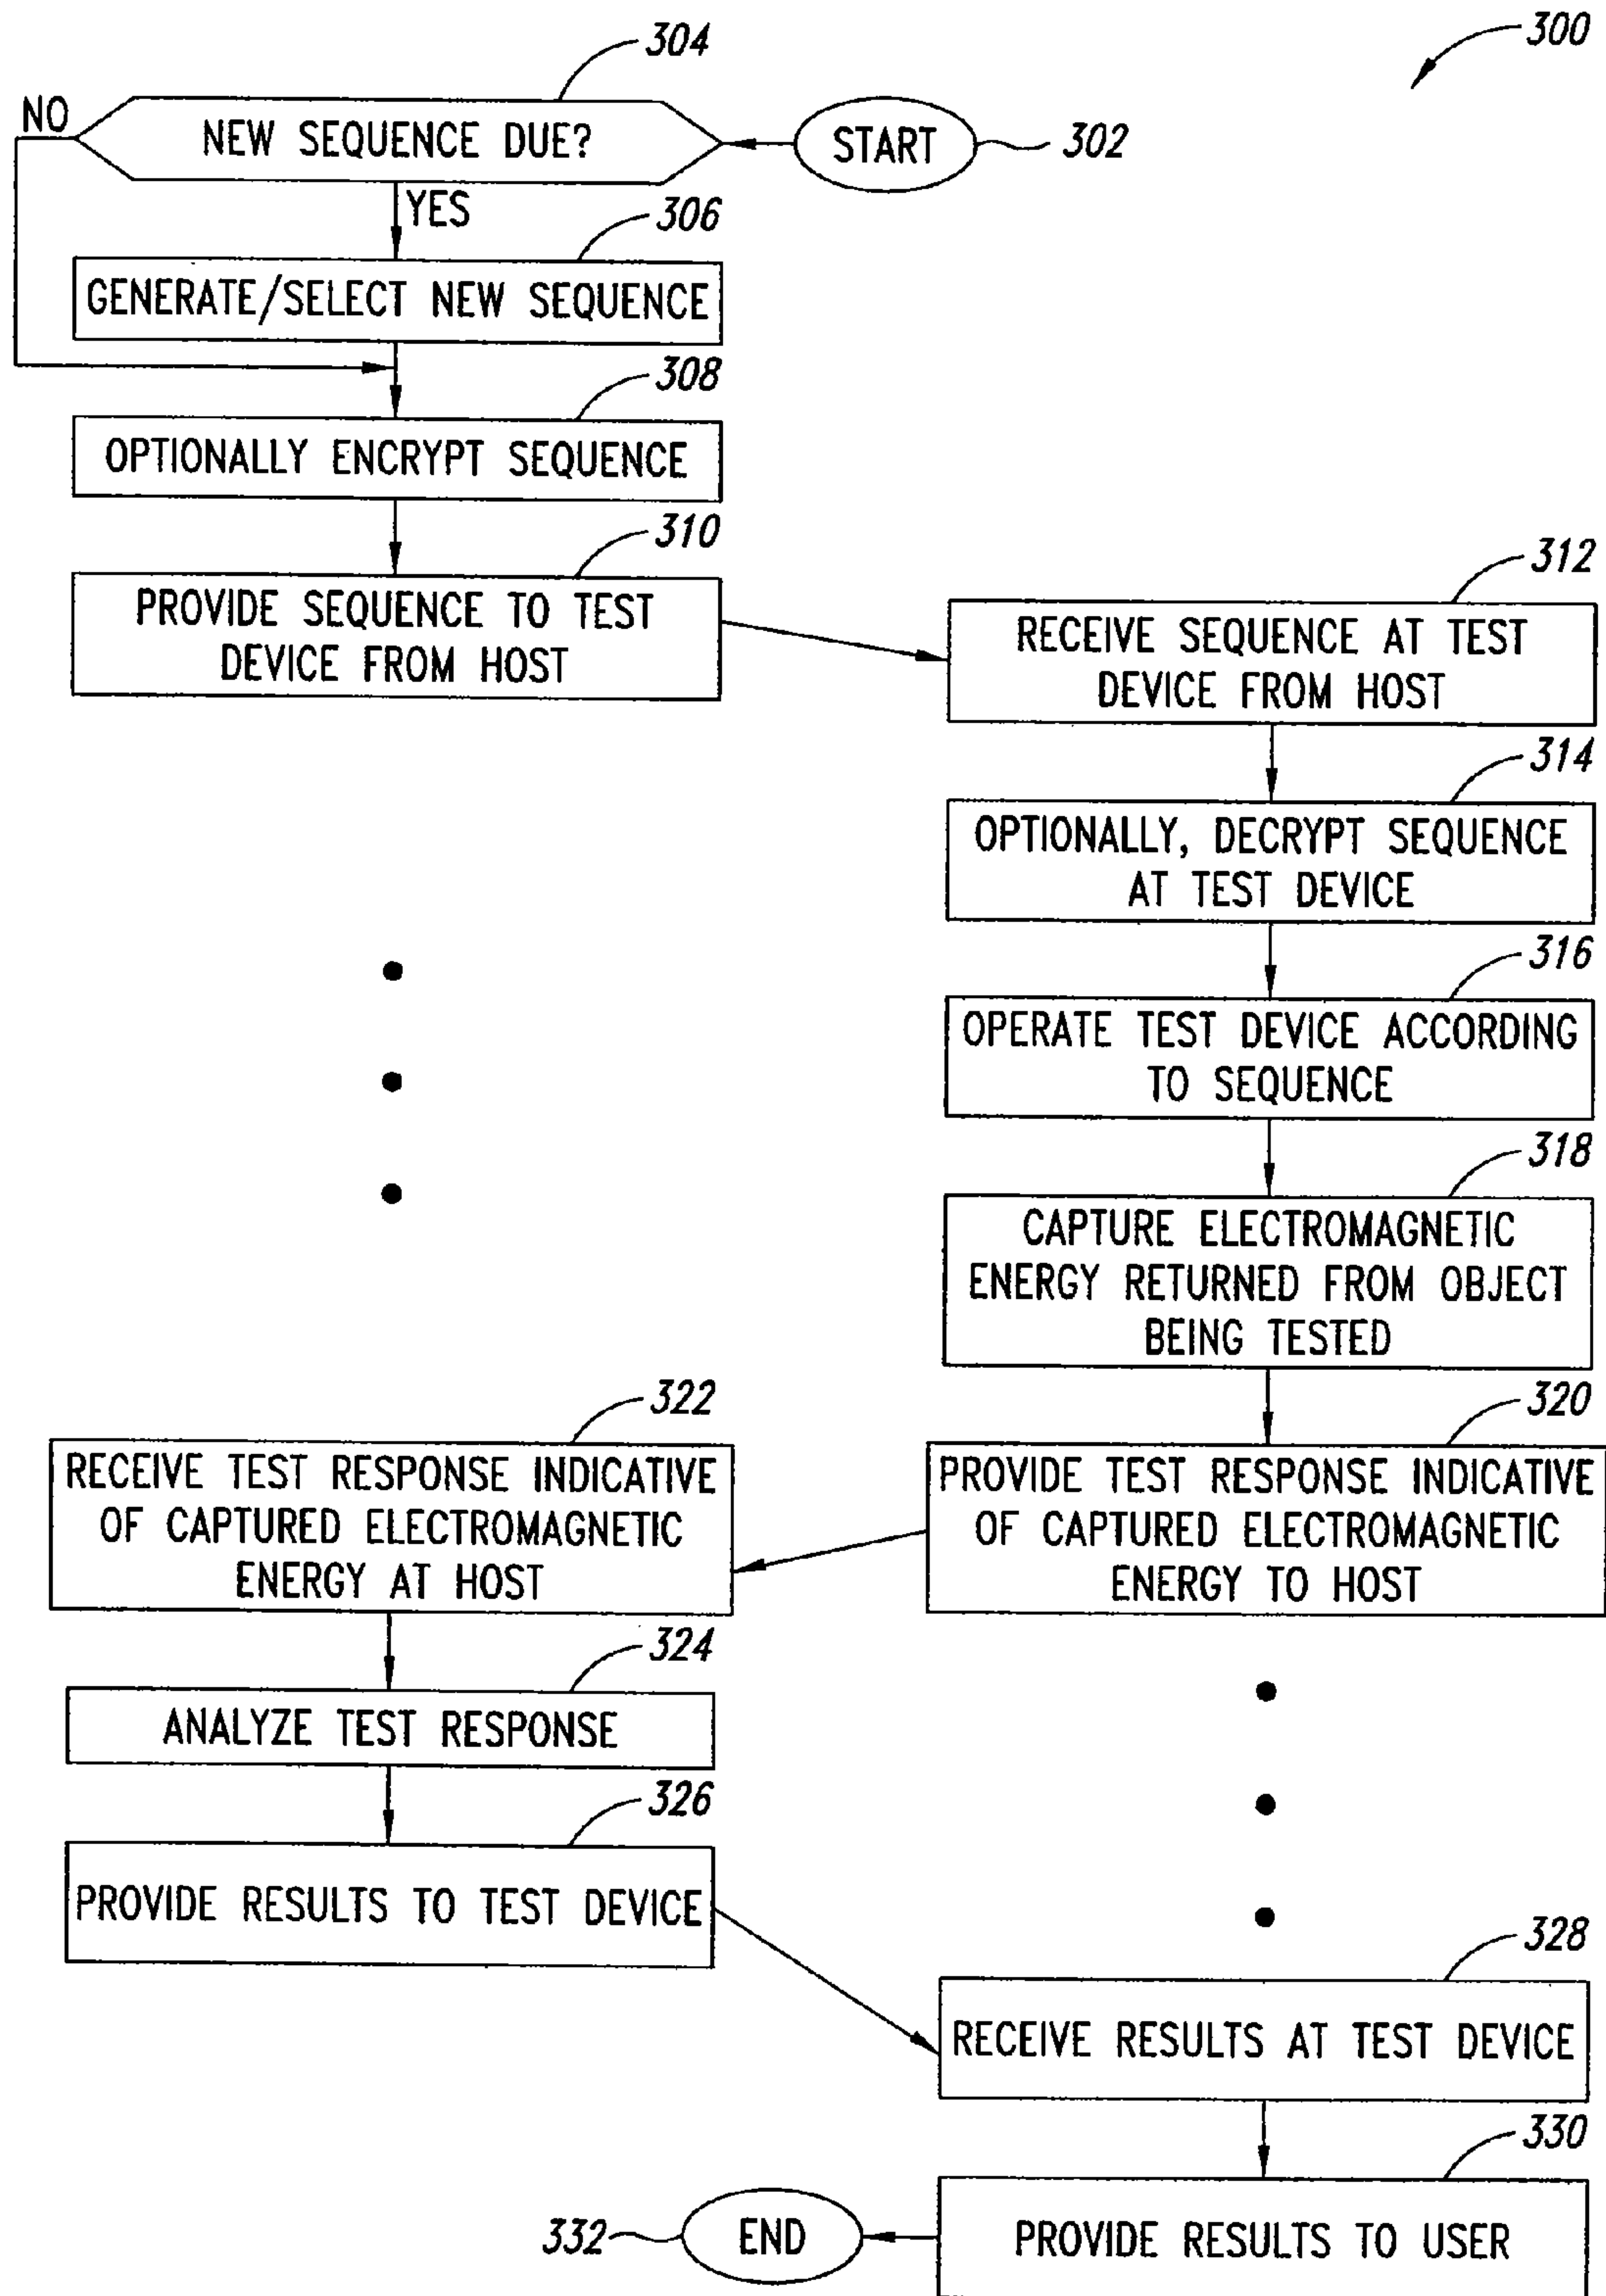 300
304
NO
NEW SEQUENCE DUE?
START
302
YES
306
GENERATE/SELECT NEW SEQUENCE
308
OPTIONALLY ENCRYPT SEQUENCE
310
PROVIDE SEQUENCE TO TEST
DEVICE FROM HOST
312
RECEIVE SEQUENCE AT TEST
DEVICE FROM HOST
314
OPTIONALLY, DECRYPT SEQUENCE
AT TEST DEVICE
316
OPERATE TEST DEVICE ACCORDING
TO SEQUENCE
318
CAPTURE ELECTROMAGNETIC
ENERGY RETURNED FROM OBJECT
BEING TESTED
320
PROVIDE TEST RESPONSE INDICATIVE
OF CAPTURED ELECTROMAGNETIC
ENERGY TO HOST
322
RECEIVE TEST RESPONSE INDICATIVE
OF CAPTURED ELECTROMAGNETIC
ENERGY AT HOST
324
ANALYZE TEST RESPONSE
326
PROVIDE RESULTS TO TEST DEVICE
328
RECEIVE RESULTS AT TEST DEVICE
330
PROVIDE RESULTS TO USER
332
END